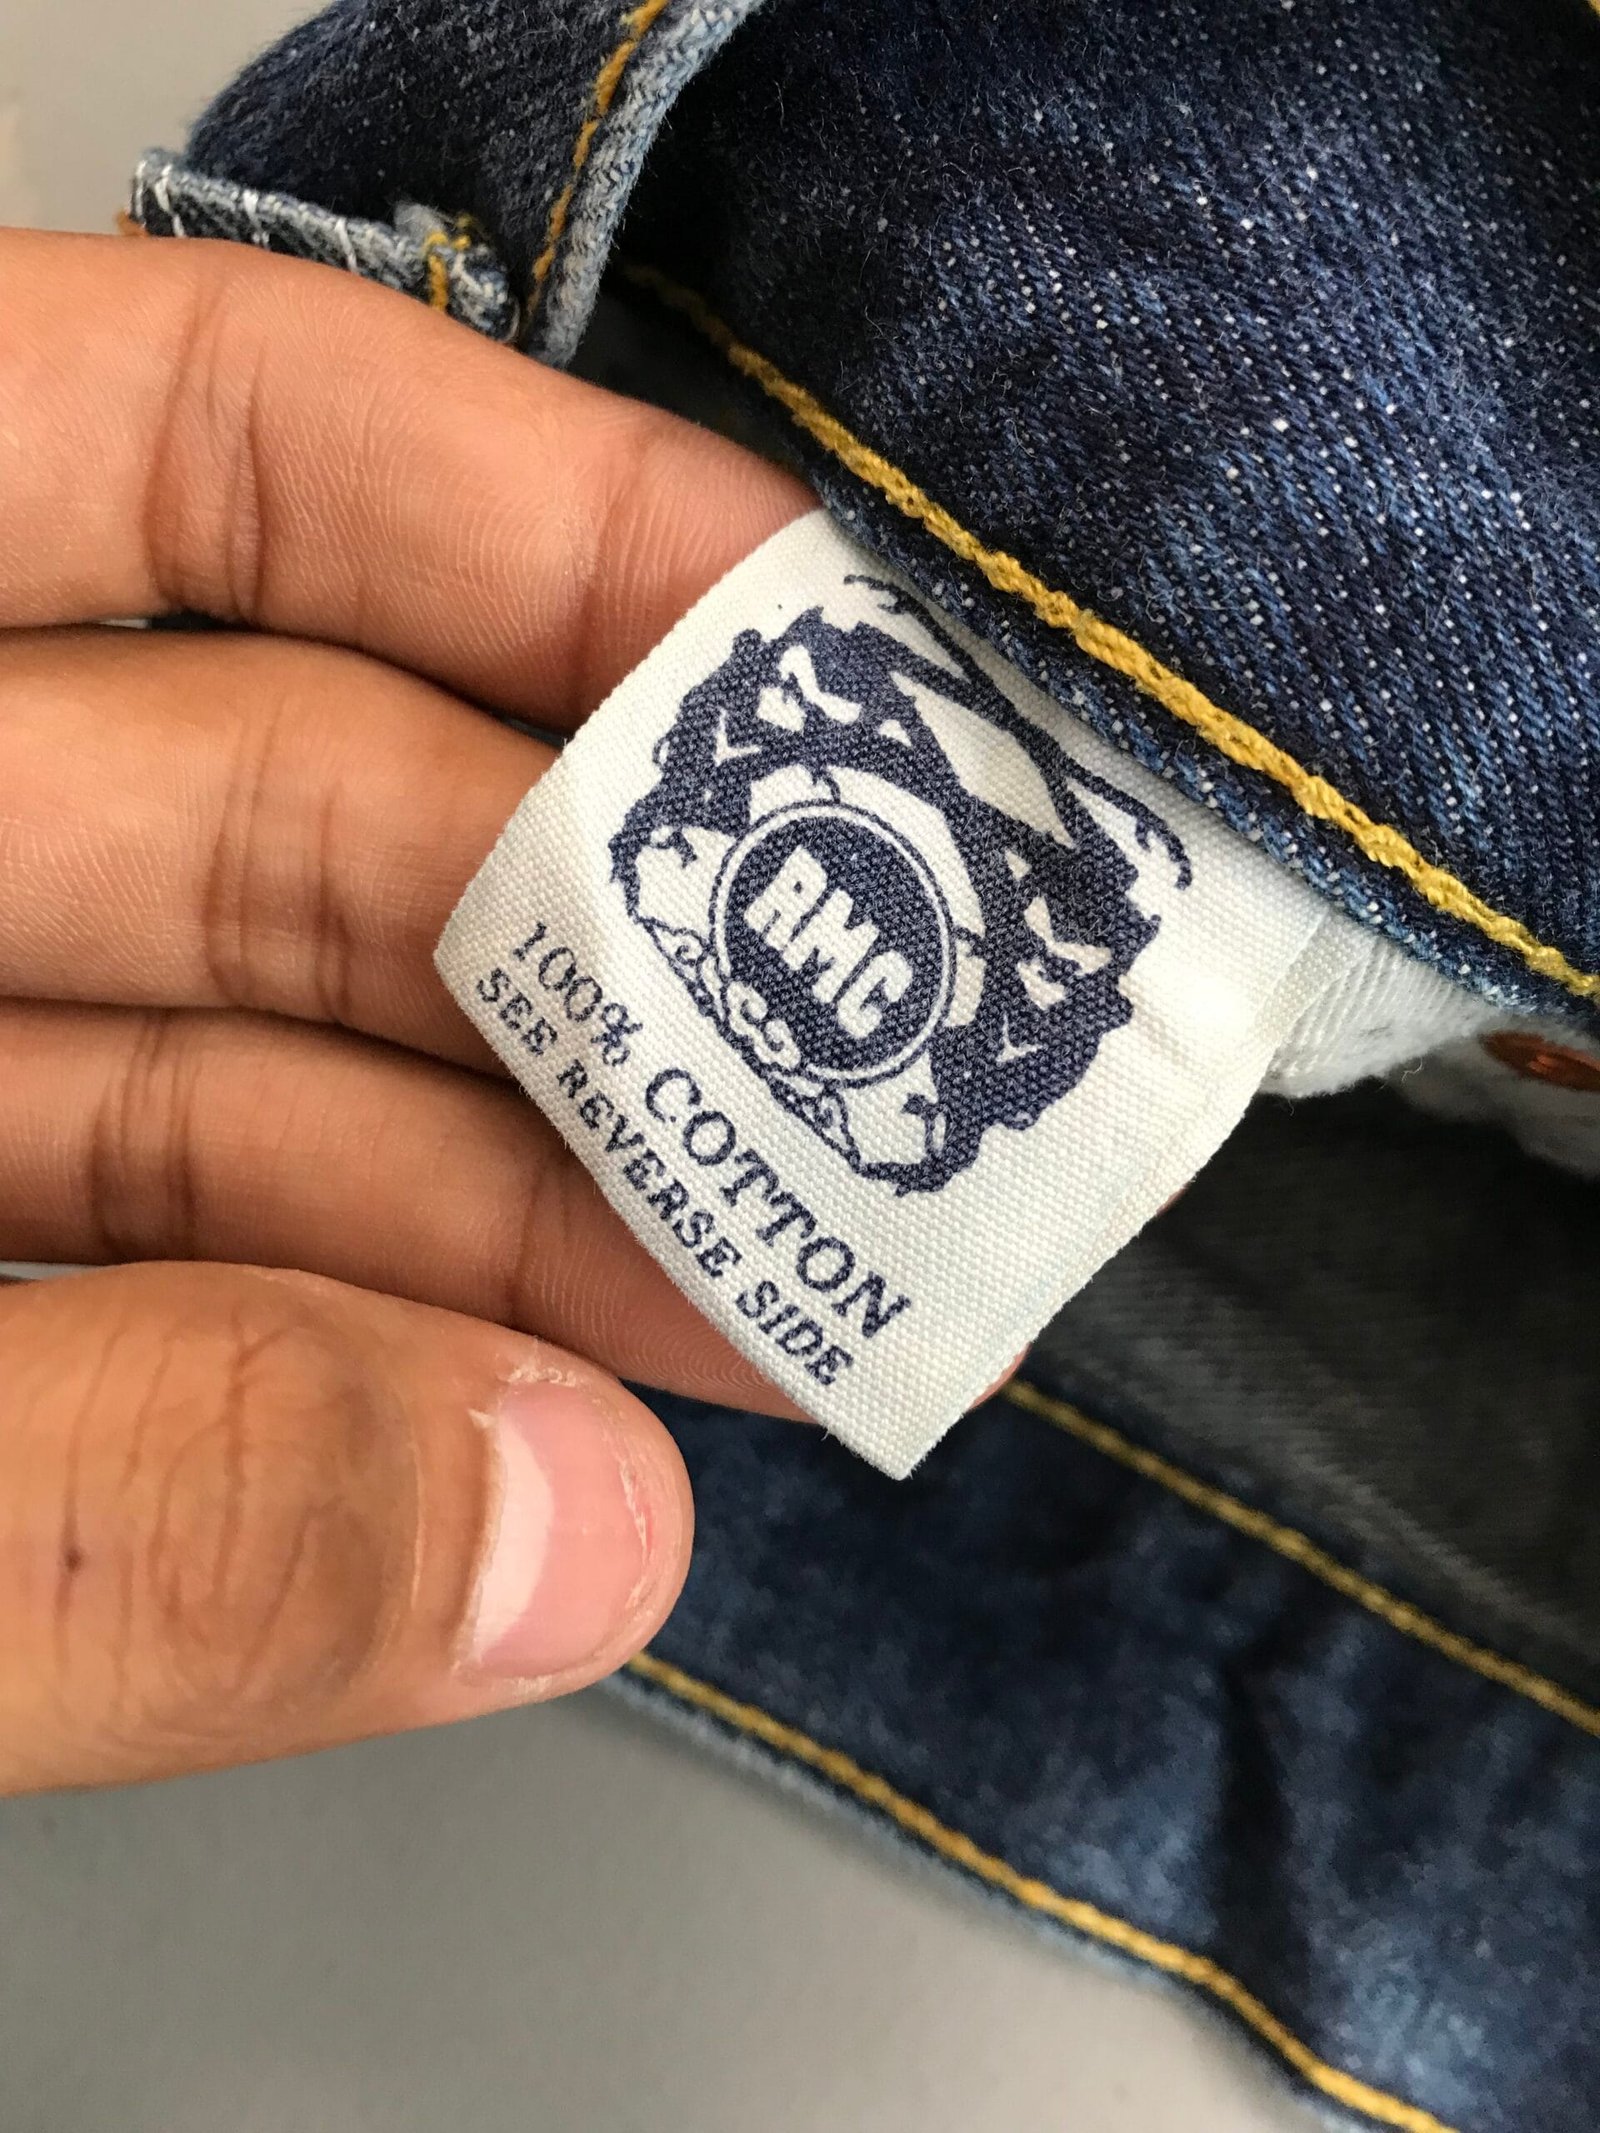 RMC
100% COTTON
SEE REVERSE SIDE